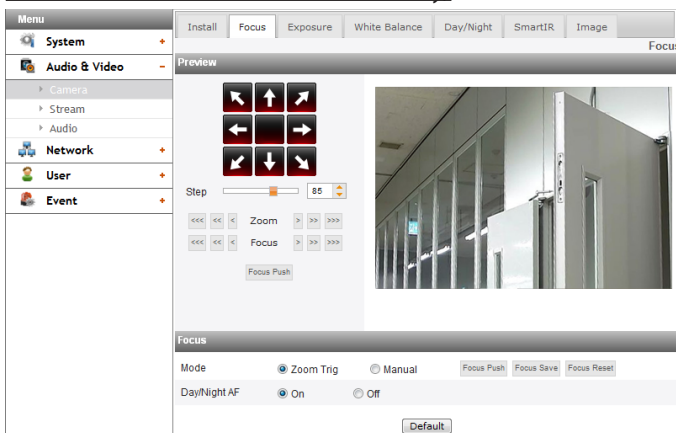 Menu
System +
Audio & Video -
Camera
Stream
Audio
Network +
User +
Event +
Install Focus Exposure White Balance Day/Night SmartIR Image
Focus
Preview
Step 85
<<< << < Zoom > >> >>>
<<< << < Focus > >> >>>
Focus Push
Focus
Mode Zoom Trig Manual Focus Push Focus Save Focus Reset
Day/Night AF On Off
Default